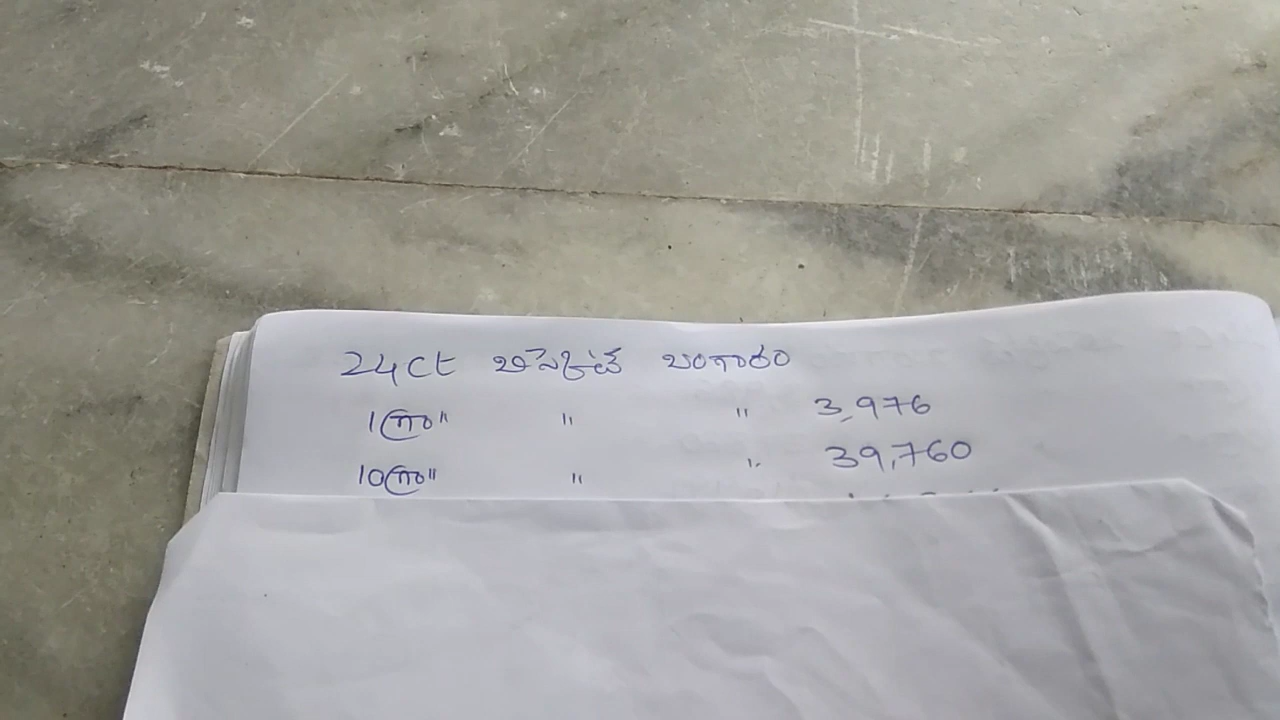 24ct బిస్కెట్ బంగారం
1గ్రా" " " 3,976
10గ్రా" " " 39,760